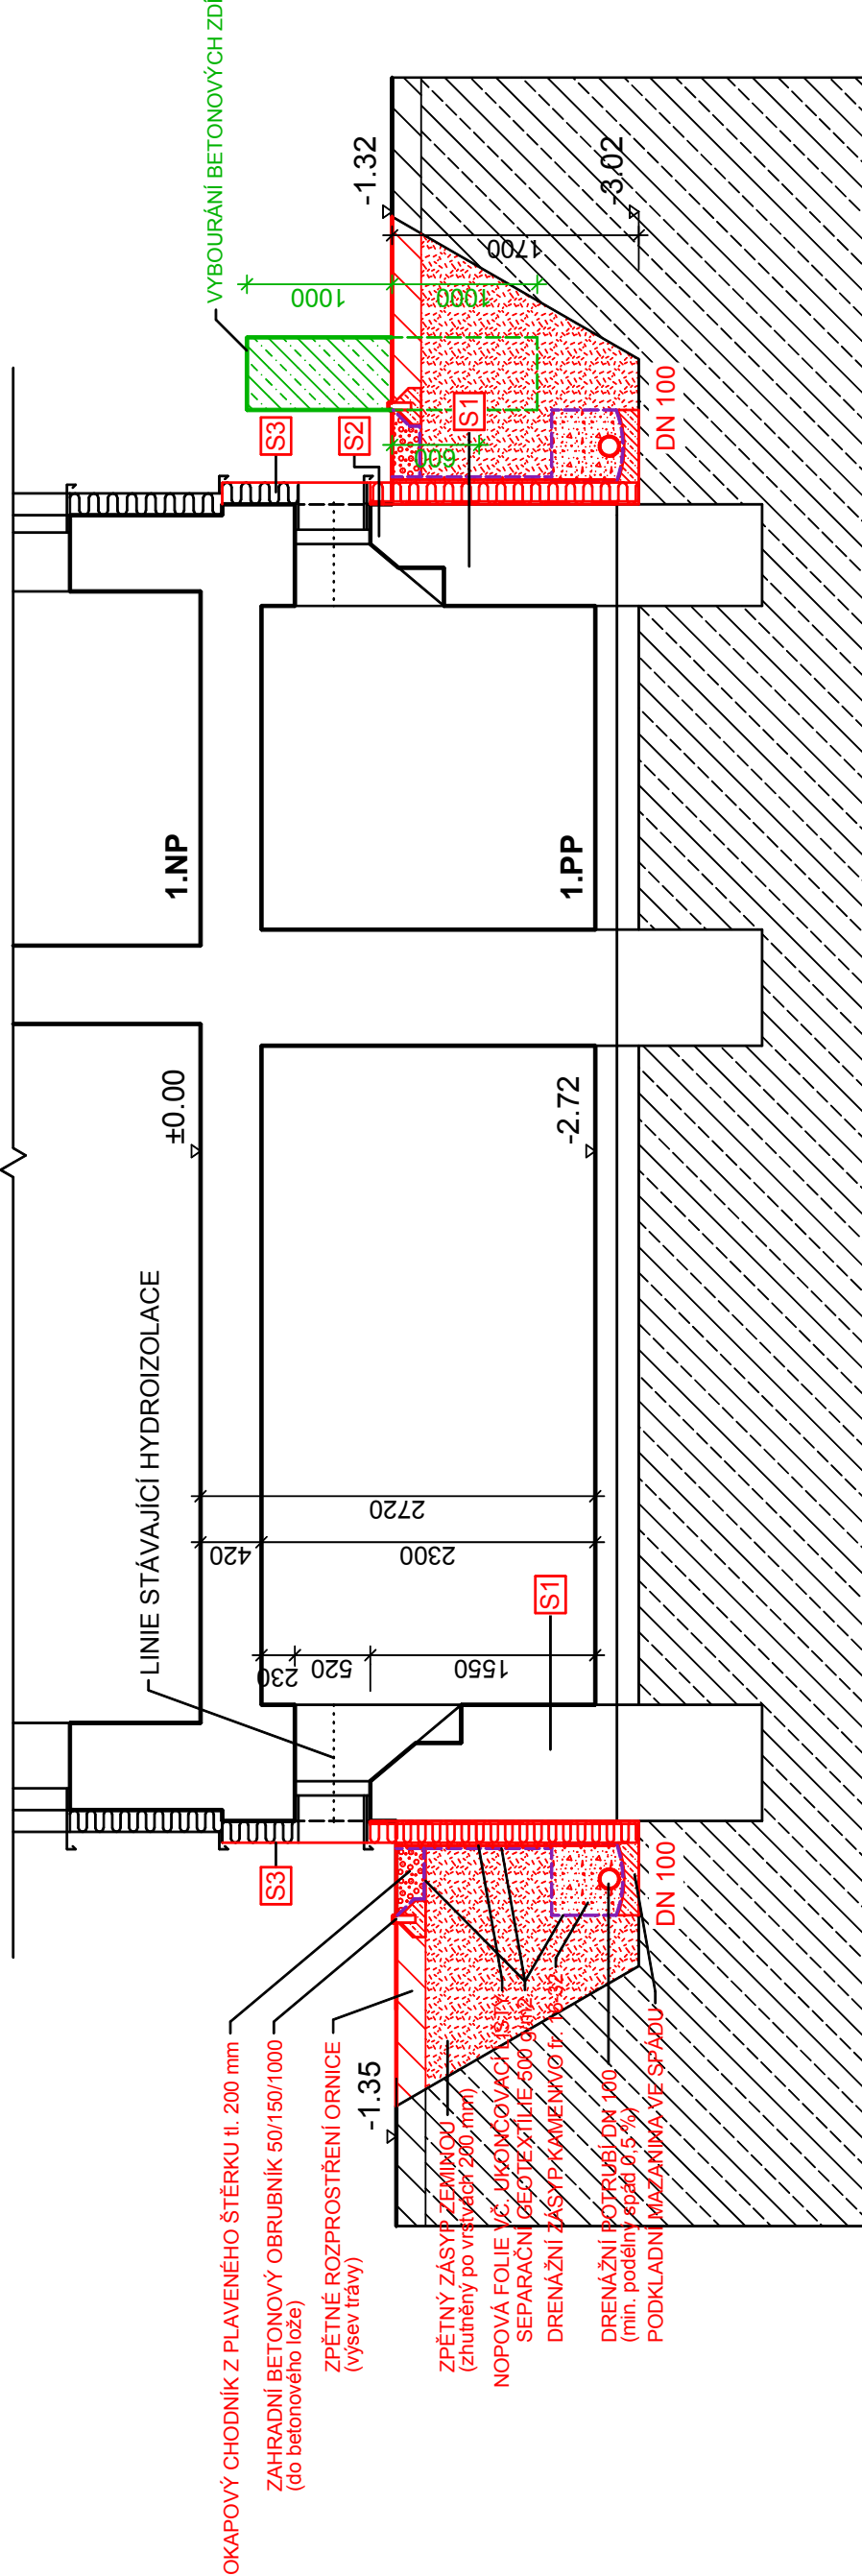 VYBOURÁNÍ BETONOVÝCH
1000
1000
-1.32
1700
-3.02
S3
S2
S1
600
DN 100
1.NP
1.PP
±0.00
-2.72
LINIE STÁVAJÍCÍ HYDROIZOLACE
2720
420
2300
230
520
1550
S1
S3
DN 100
-1.35
OKAPOVÝ CHODNÍK Z PLAVENÉHO ŠTĚRKU tl. 200 mm
ZAHRADNÍ BETONOVÝ OBRUBNÍK 50/150/1000
(do betonového lože)
ZPĚTNÉ ROZPROSTŘENÍ ORNICE
(výsev trávy)
ZPĚTNÝ ZÁSYP ZEMINOU
(zhutněný po vrstvách 200 mm)
NOPOVÁ FOLIE VČ. UKONČOVACÍ LIŠTY
SEPARAČNÍ GEOTEXTILIE 500 g/m2
DRENÁŽNÍ ZÁSYP KAMENIVO fr. 16-32
DRENÁŽNÍ POTRUBÍ DN 100
(min. podélný spád 0,5 %)
PODKLADNÍ MAZANINA VE SPÁDU